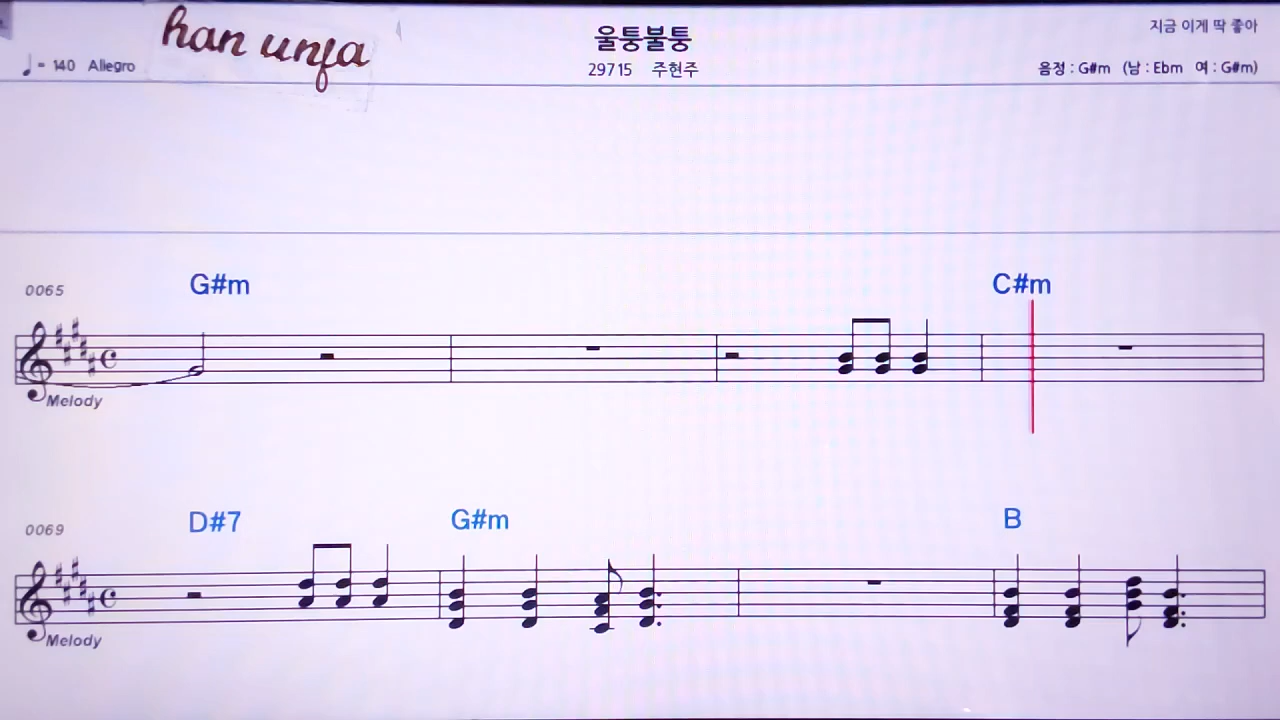 han unfa
울퉁불퉁
지금 이게 딱 좋아
♩ = 140 Allegro
29715 주현주
음정 : G#m (남 : Ebm 여 : G#m)
0065
G#m
C#m
Melody
0069
D#7
G#m
B
Melody